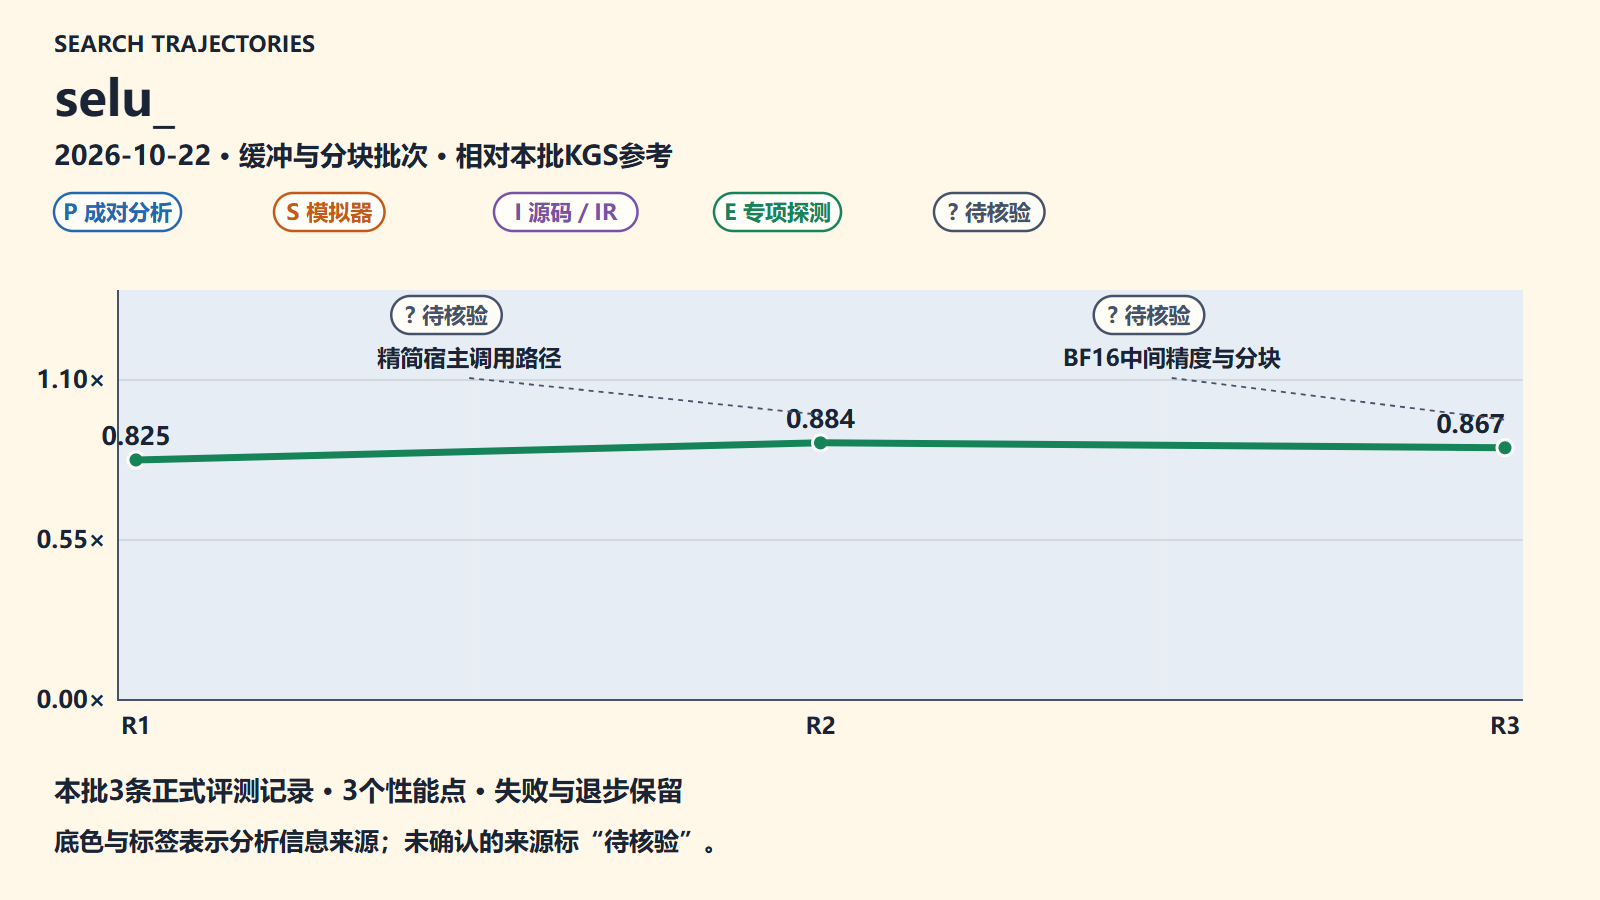 SEARCH TRAJECTORIES
selu_
2026-10-22 • 缓冲与分块批次 • 相对本批KGS参考
P 成对分析
S 模拟器
I 源码 / IR
E 专项探测
? 待核验
? 待核验
精简宿主调用路径
? 待核验
BF16中间精度与分块
1.10×
0.55×
0.00×
0.825
0.884
0.867
R1
R2
R3
本批3条正式评测记录 • 3个性能点 • 失败与退步保留
底色与标签表示分析信息来源；未确认的来源标“待核验”。